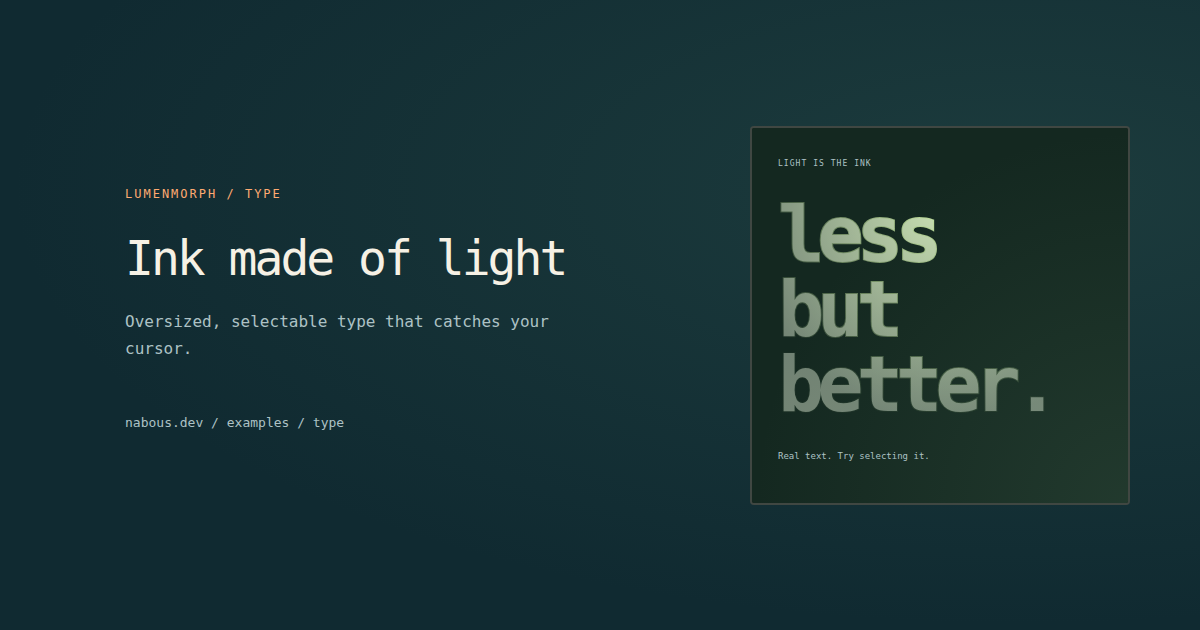 LUMENMORPH / TYPE
Ink made of light
Oversized, selectable type that catches your
cursor.
nabous.dev / examples / type
LIGHT IS THE INK
less
but
better.
Real text. Try selecting it.